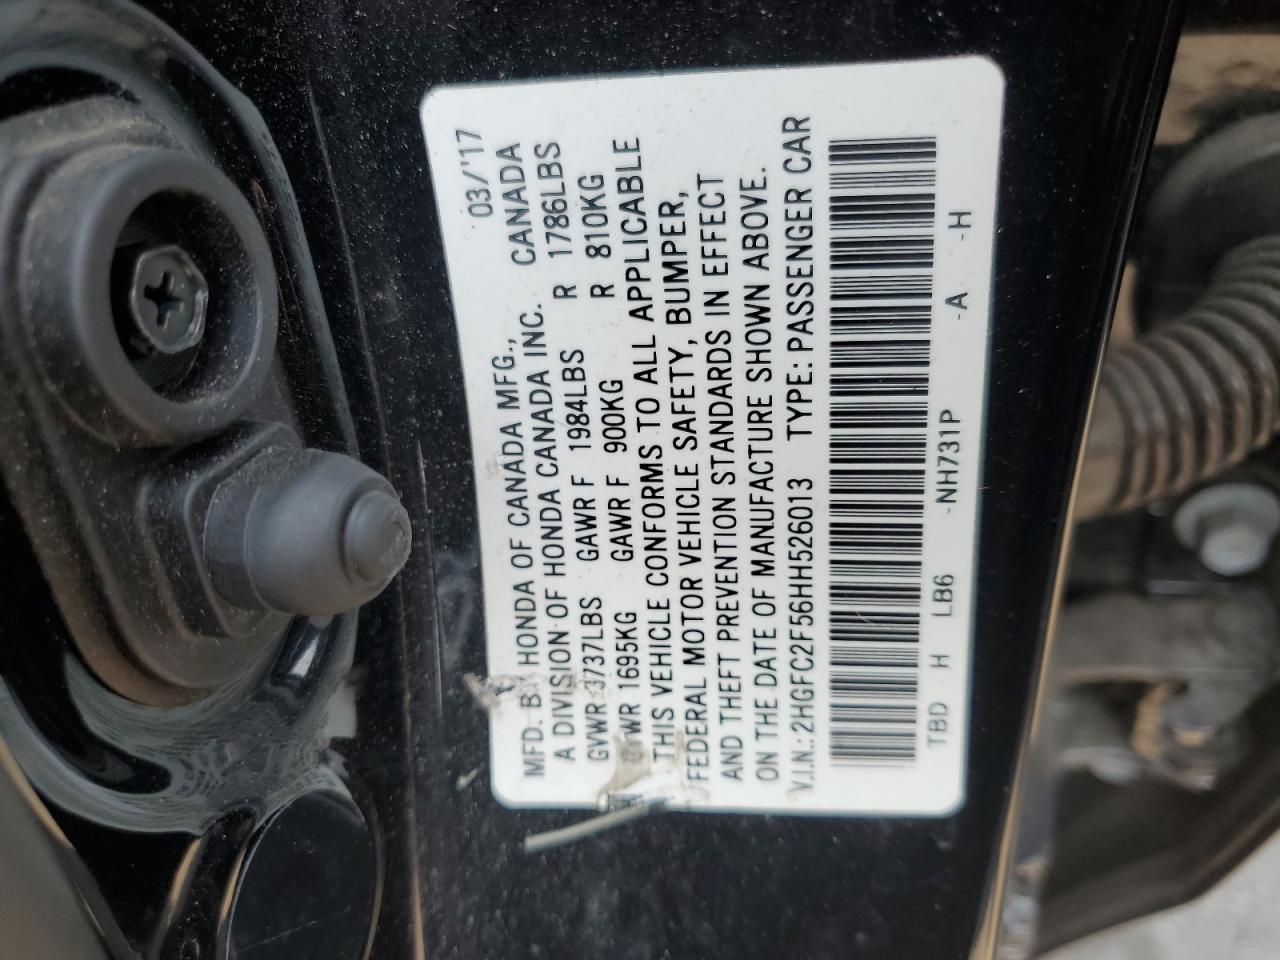 03/'17
MFD. BY HONDA OF CANADA MFG., CANADA
A DIVISION OF HONDA CANADA INC.
GVWR 3737LBS GAWR F 1984LBS R 1786LBS
GVWR 1695KG GAWR F 900KG R 810KG
THIS VEHICLE CONFORMS TO ALL APPLICABLE
FEDERAL MOTOR VEHICLE SAFETY, BUMPER,
AND THEFT PREVENTION STANDARDS IN EFFECT
ON THE DATE OF MANUFACTURE SHOWN ABOVE.
V.I.N.: 2HGFC2F56HH526013 TYPE: PASSENGER CAR
TBD H LB6 -NH731P -A -H